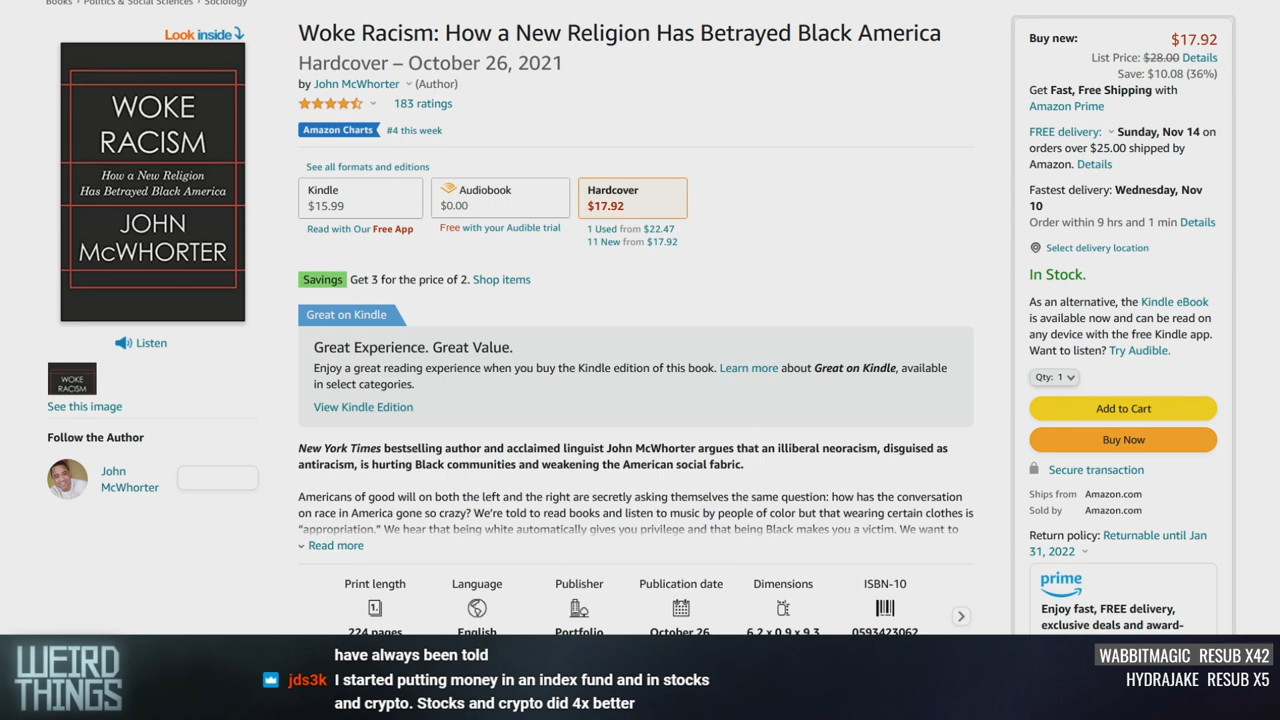 Books › Politics & Social Sciences › Sociology
Look inside
WOKE
RACISM
How a New Religion
Has Betrayed Black America
JOHN
McWHORTER
Listen
WOKE
RACISM
See this image
Follow the Author
John
McWhorter
Woke Racism: How a New Religion Has Betrayed Black America
Hardcover – October 26, 2021
by John McWhorter (Author)
183 ratings
Amazon Charts #4 this week
See all formats and editions
Kindle
$15.99
Read with Our Free App
Audiobook
$0.00
Free with your Audible trial
Hardcover
$17.92
1 Used from $22.47
11 New from $17.92
Savings Get 3 for the price of 2. Shop items
Great on Kindle
Great Experience. Great Value.
Enjoy a great reading experience when you buy the Kindle edition of this book. Learn more about Great on Kindle, available
in select categories.
View Kindle Edition
New York Times bestselling author and acclaimed linguist John McWhorter argues that an illiberal neoracism, disguised as
antiracism, is hurting Black communities and weakening the American social fabric.
Americans of good will on both the left and the right are secretly asking themselves the same question: how has the conversation
on race in America gone so crazy? We’re told to read books and listen to music by people of color but that wearing certain clothes is
“appropriation.” We hear that being white automatically gives you privilege and that being Black makes you a victim. We want to
Read more
Print length
224 pages
Language
English
Publisher
Portfolio
Publication date
October 26
Dimensions
6.2 x 0.9 x 9.3
ISBN-10
0593423062
Buy new: $17.92
List Price: $28.00 Details
Save: $10.08 (36%)
Get Fast, Free Shipping with
Amazon Prime
FREE delivery: Sunday, Nov 14 on
orders over $25.00 shipped by
Amazon. Details
Fastest delivery: Wednesday, Nov
10
Order within 9 hrs and 1 min Details
Select delivery location
In Stock.
As an alternative, the Kindle eBook
is available now and can be read on
any device with the free Kindle app.
Want to listen? Try Audible.
Qty: 1
Add to Cart
Buy Now
Secure transaction
Ships from Amazon.com
Sold by Amazon.com
Return policy: Returnable until Jan
31, 2022
prime
Enjoy fast, FREE delivery,
exclusive deals and award-
WEIRD
THINGS
have always been told
jds3k I started putting money in an index fund and in stocks
and crypto. Stocks and crypto did 4x better
WABBITMAGIC RESUB X42
HYDRAJAKE RESUB X5